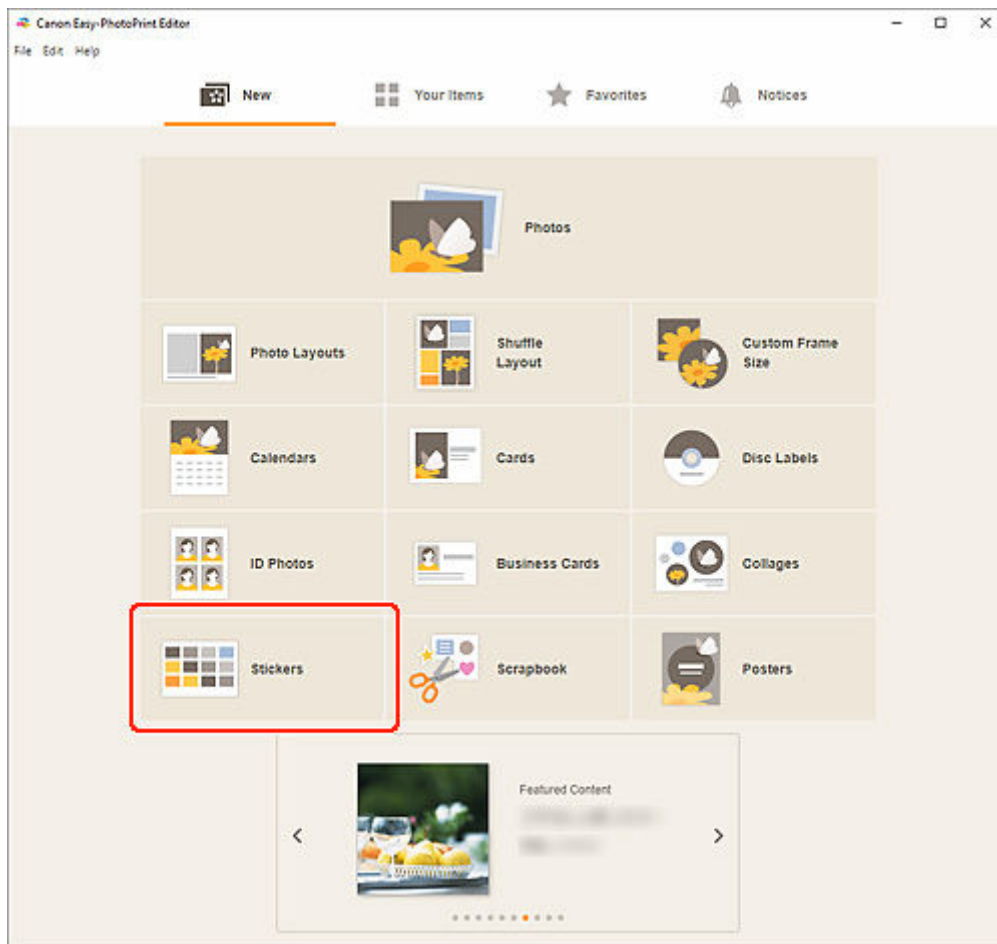 Canon Easy-PhotoPrint Editor
File Edit Help
New Your Items Favorites Notices
Photos
Photo Layouts
Shuffle
Layout
Custom Frame
Size
Calendars
Cards
Disc Labels
ID Photos
Business Cards
Collages
Stickers
Scrapbook
Posters
Featured Content